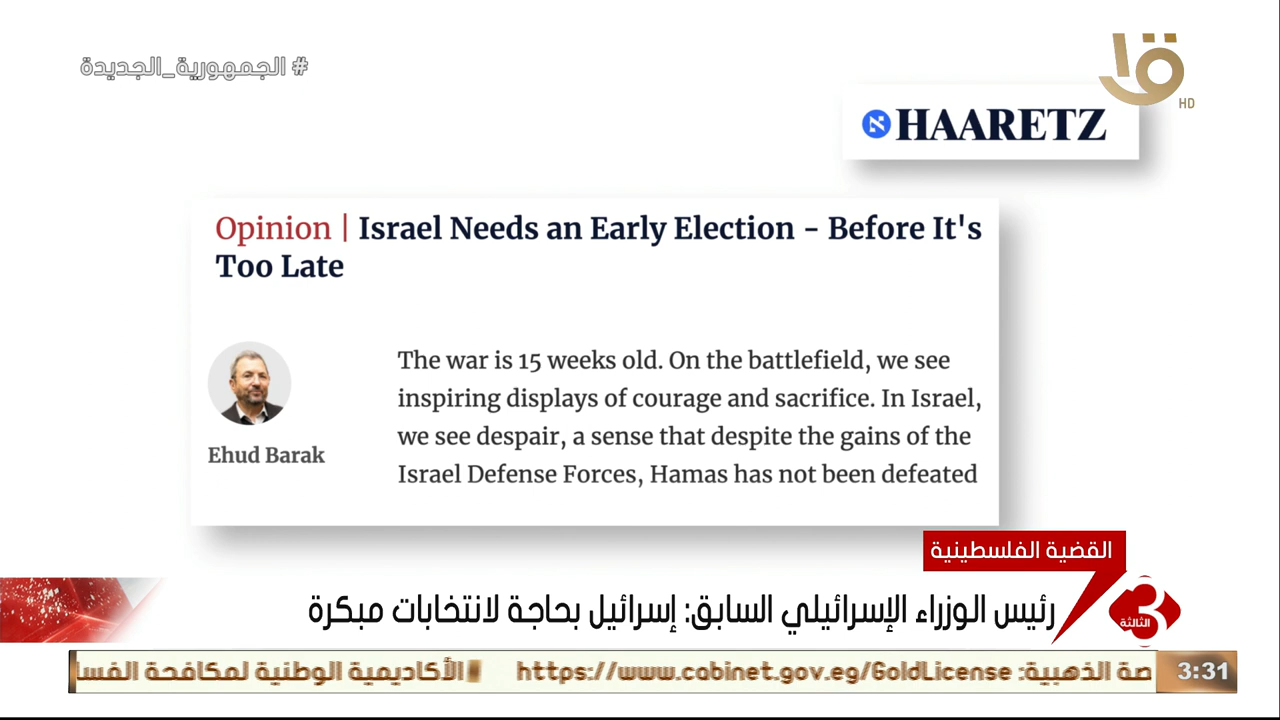 # الجمهورية_الجديدة
HD
HAARETZ
Opinion | Israel Needs an Early Election - Before It's
Too Late
The war is 15 weeks old. On the battlefield, we see
inspiring displays of courage and sacrifice. In Israel,
we see despair, a sense that despite the gains of the
Israel Defense Forces, Hamas has not been defeated
Ehud Barak
القضية الفلسطينية
رئيس الوزراء الإسرائيلي السابق: إسرائيل بحاجة لانتخابات مبكرة
3 الثالثة
صة الذهبية: https://www.cabinet.gov.eg/GoldLicense الأكاديمية الوطنية لمكافحة الفسا
3:31